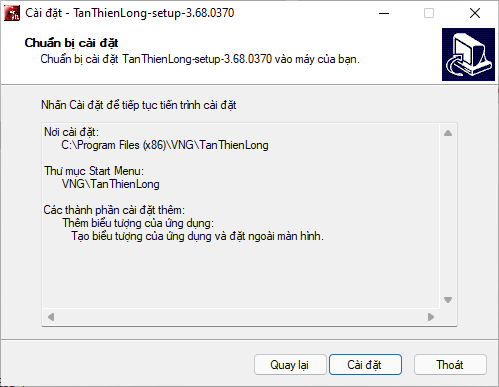 Cài đặt - TanThienLong-setup-3.68.0370
Chuẩn bị cài đặt
Chuẩn bị cài đặt TanThienLong-setup-3.68.0370 vào máy của bạn.
Nhấn Cài đặt để tiếp tục tiến trình cài đặt
Nơi cài đặt:
C:\Program Files (x86)\VNG\TanThienLong
Thư mục Start Menu:
VNG\TanThienLong
Các thành phần cài đặt thêm:
Thêm biểu tượng của ứng dụng:
Tạo biểu tượng của ứng dụng và đặt ngoài màn hình.
Quay lại
Cài đặt
Thoát